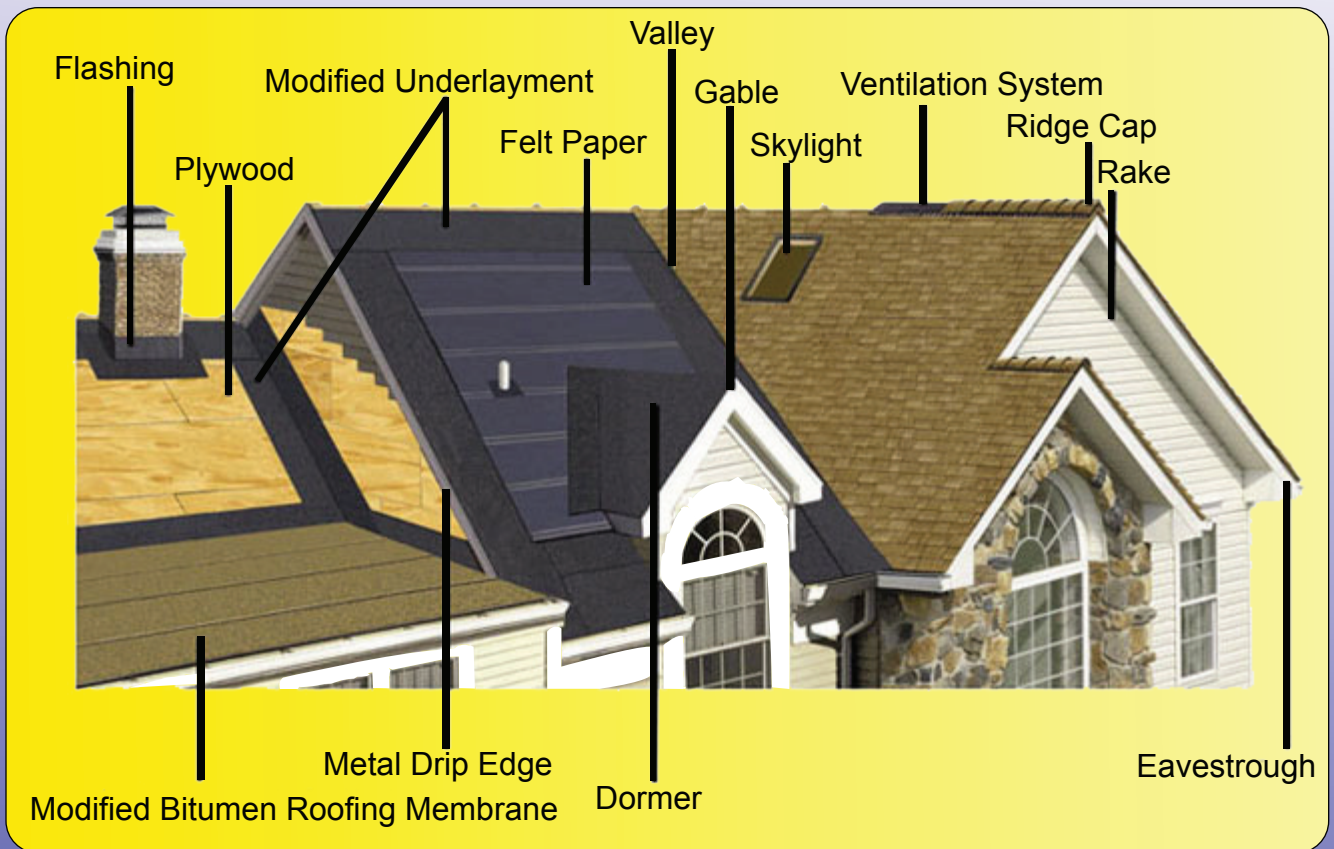 Valley
Flashing
Modified Underlayment
Gable
Ventilation System
Ridge Cap
Felt Paper
Skylight
Plywood
Rake
Metal Drip Edge
Eavestrough
Dormer
Modified Bitumen Roofing Membrane